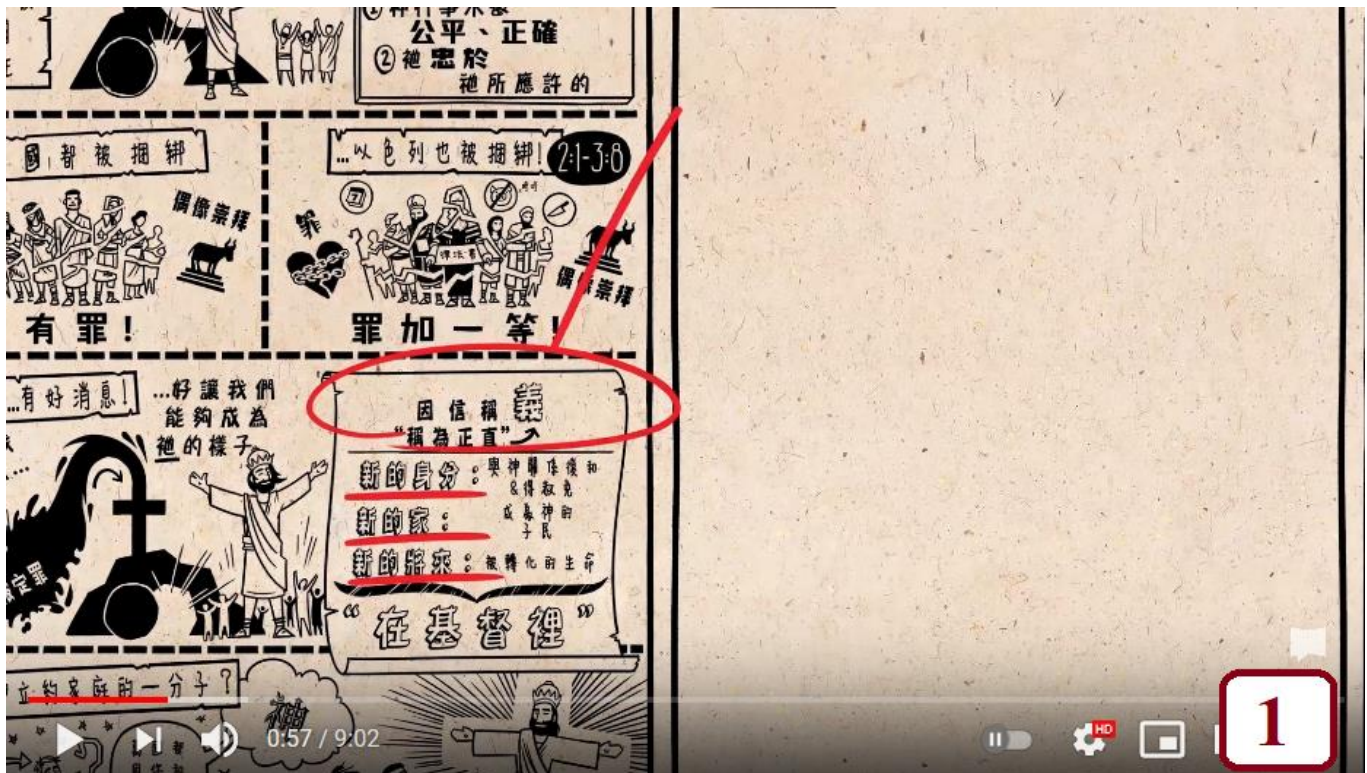 公平、正確
② 祂忠於
祂所應許的
國都被捆綁
偶像崇拜
有罪!
...以色列也被捆綁! 2:1-3:8
罪
律法書
偶像崇拜
罪加一等!
...有好消息!
...好讓我們
能夠成為
祂的樣子
因信稱義
“稱為正直”
新的身分: 與神關係復和
&得赦免
新的家: 成為神的
子民
新的將來: 被轉化的生命
“在基督裡”
立約家庭的一分子?
神
0:57 / 9:02
HD
1